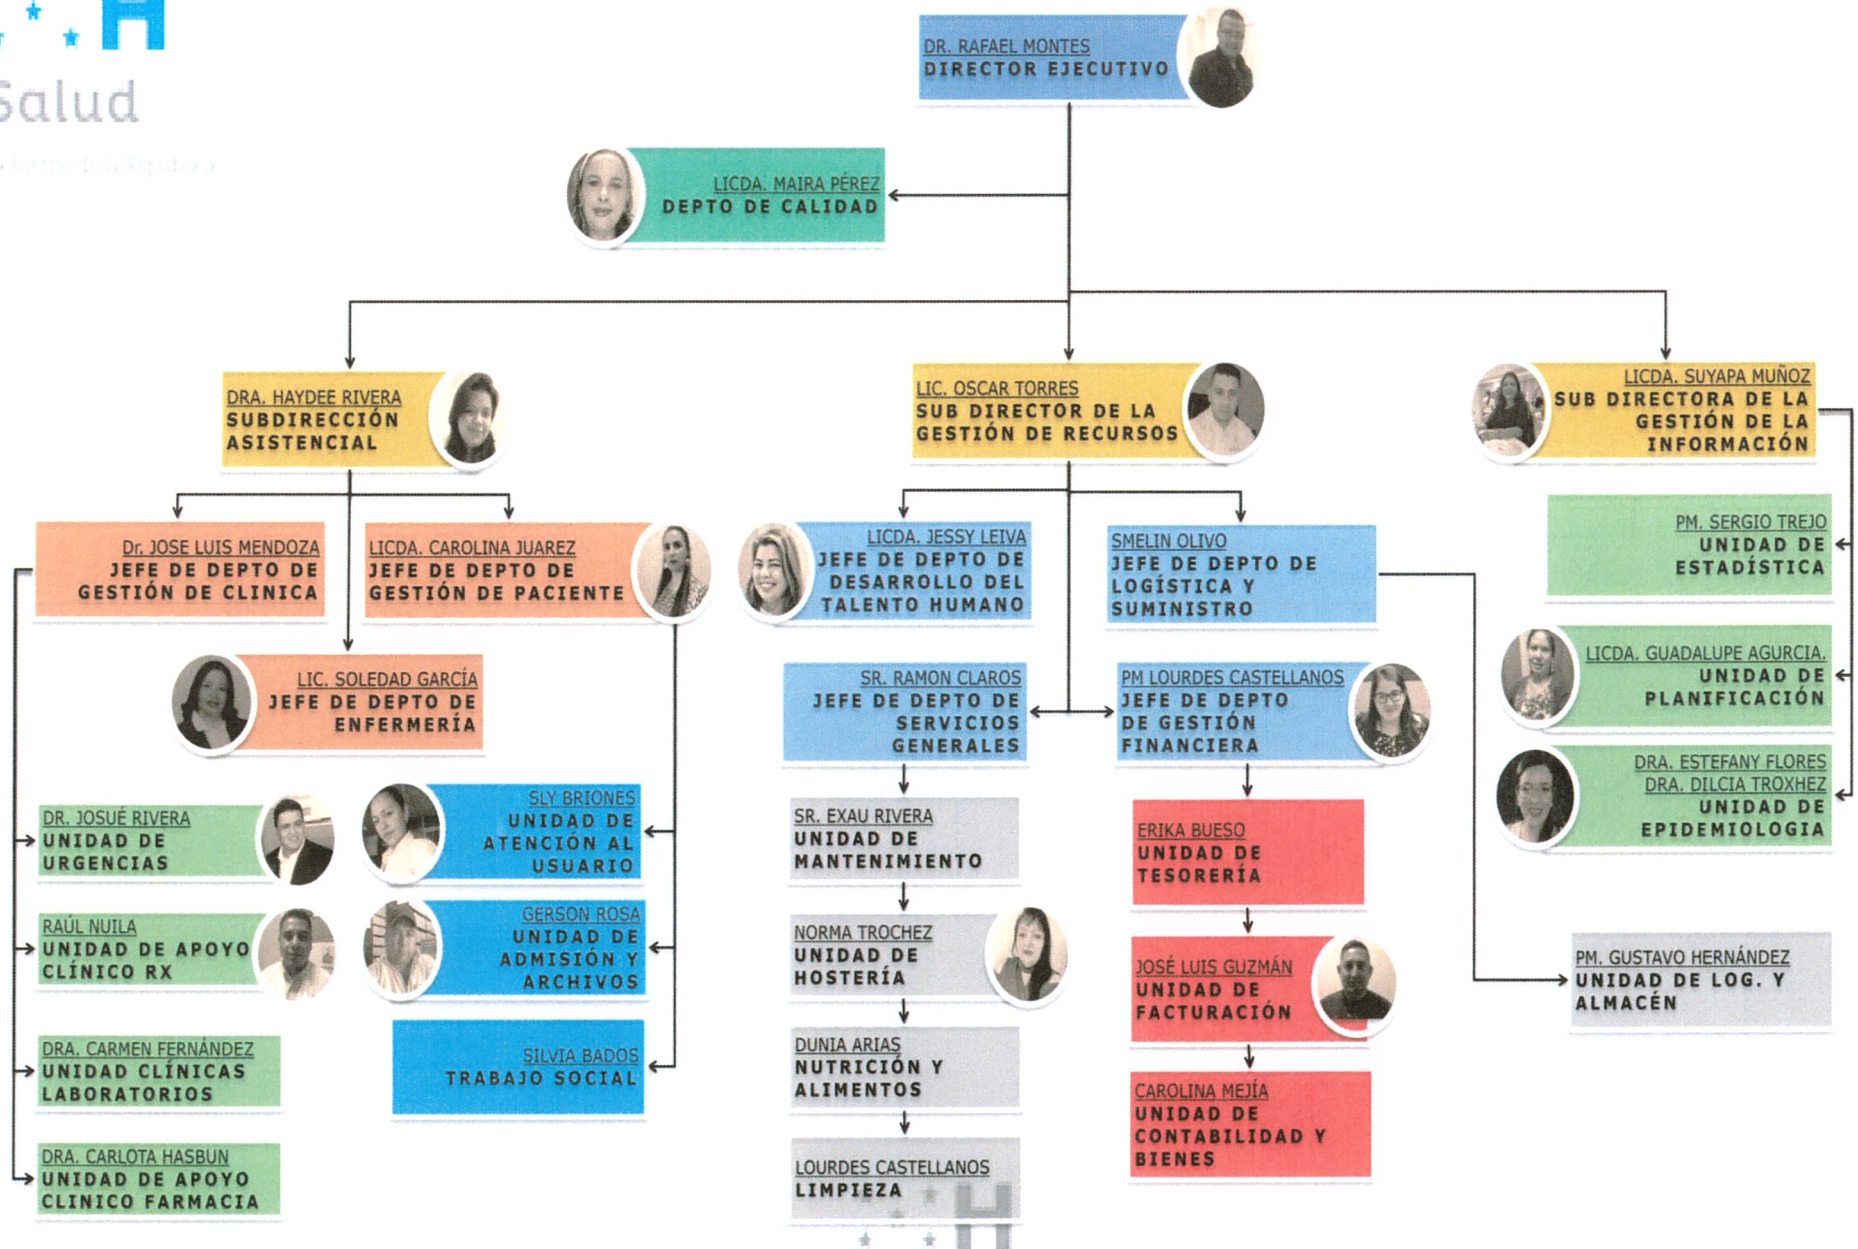 Salud
DR. RAFAEL MONTES
DIRECTOR EJECUTIVO
LICDA. MAIRA PÉREZ
DEPTO DE CALIDAD
DRA. HAYDEE RIVERA
SUBDIRECCIÓN
ASISTENCIAL
LIC. OSCAR TORRES
SUB DIRECTOR DE LA
GESTIÓN DE RECURSOS
LICDA. SUYAPA MUÑOZ
SUB DIRECTORA DE LA
GESTIÓN DE LA
INFORMACIÓN
Dr. JOSE LUIS MENDOZA
JEFE DE DEPTO DE
GESTIÓN DE CLINICA
LICDA. CAROLINA JUAREZ
JEFE DE DEPTO DE
GESTIÓN DE PACIENTE
LIC. SOLEDAD GARCÍA
JEFE DE DEPTO DE
ENFERMERÍA
LICDA. JESSY LEIVA
JEFE DE DEPTO DE
DESARROLLO DEL
TALENTO HUMANO
SMELIN OLIVO
JEFE DE DEPTO DE
LOGÍSTICA Y
SUMINISTRO
SR. RAMON CLAROS
JEFE DE DEPTO DE
SERVICIOS
GENERALES
PM LOURDES CASTELLANOS
JEFE DE DEPTO
DE GESTIÓN
FINANCIERA
PM. SERGIO TREJO
UNIDAD DE
ESTADÍSTICA
LICDA. GUADALUPE AGURCIA.
UNIDAD DE
PLANIFICACIÓN
DRA. ESTEFANY FLORES
DRA. DILCIA TROXHEZ
UNIDAD DE
EPIDEMIOLOGIA
DR. JOSUÉ RIVERA
UNIDAD DE
URGENCIAS
RAÚL NUILA
UNIDAD DE APOYO
CLÍNICO RX
DRA. CARMEN FERNÁNDEZ
UNIDAD CLÍNICAS
LABORATORIOS
DRA. CARLOTA HASBUN
UNIDAD DE APOYO
CLINICO FARMACIA
SLY BRIONES
UNIDAD DE
ATENCIÓN AL
USUARIO
GERSON ROSA
UNIDAD DE
ADMISIÓN Y
ARCHIVOS
SILVIA BADOS
TRABAJO SOCIAL
SR. EXAU RIVERA
UNIDAD DE
MANTENIMIENTO
NORMA TROCHEZ
UNIDAD DE
HOSTERÍA
DUNIA ARIAS
NUTRICIÓN Y
ALIMENTOS
LOURDES CASTELLANOS
LIMPIEZA
ERIKA BUESO
UNIDAD DE
TESORERÍA
JOSÉ LUIS GUZMÁN
UNIDAD DE
FACTURACIÓN
CAROLINA MEJÍA
UNIDAD DE
CONTABILIDAD Y
BIENES
PM. GUSTAVO HERNÁNDEZ
UNIDAD DE LOG. Y
ALMACÉN